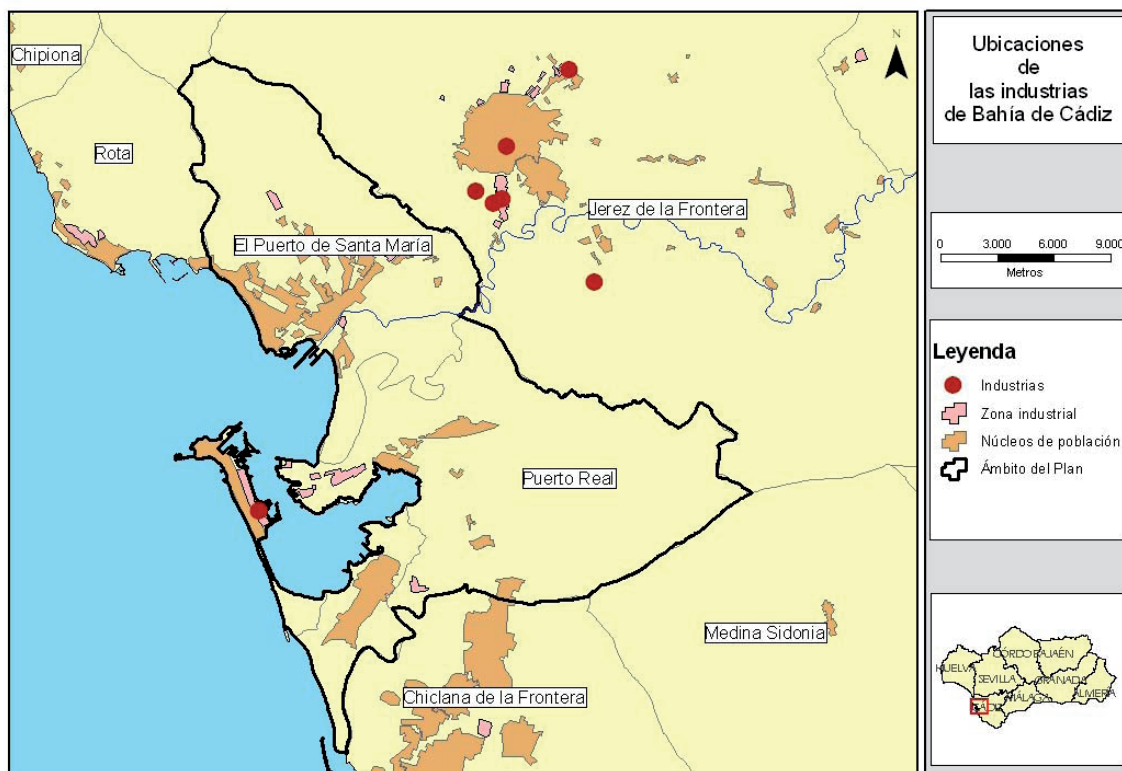 Chipiona
Rota
El Puerto de Santa María
Jerez de la Frontera
Puerto Real
Medina Sidonia
Chiclana de la Frontera
N
Ubicaciones
de
las industrias
de Bahía de Cádiz
0 3.000 6.000 9.000
Metros
Leyenda
Industrias
Zona industrial
Núcleos de población
Ámbito del Plan
CÓRDOBA JAÉN
HUELVA
SEVILLA
GRANADA
ALMERÍA
MÁLAGA
CÁDIZ